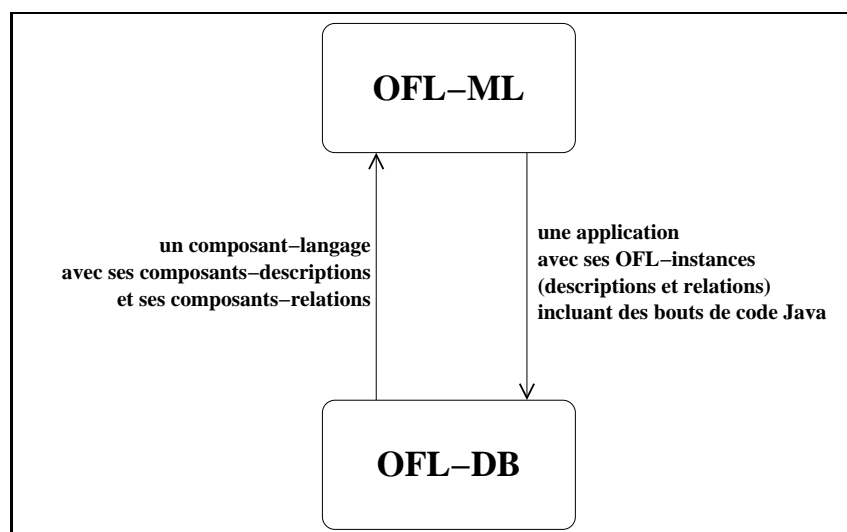 OFL–ML
un composant–langage
avec ses composants–descriptions
et ses composants–relations
une application
avec ses OFL–instances
(descriptions et relations)
incluant des bouts de code Java
OFL–DB